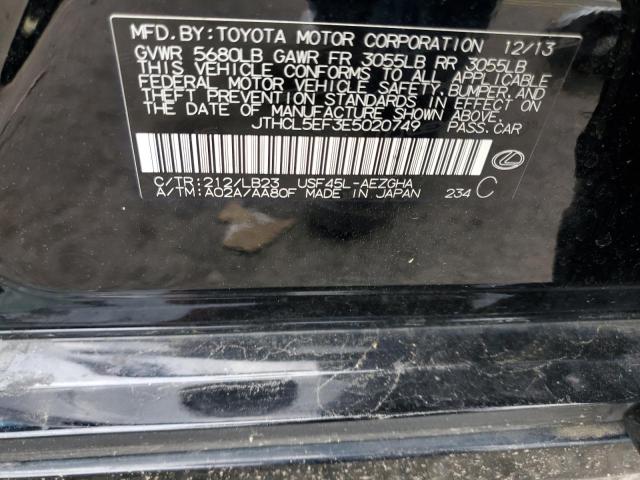 MFD.BY:TOYOTA MOTOR CORPORATION 12/13
GVWR 5680LB GAWR FR 3055LB RR 3055LB
THIS VEHICLE CONFORMS TO ALL APPLICABLE
FEDERAL MOTOR VEHICLE SAFETY,BUMPER,AND
THEFT PREVENTION STANDARDS IN EFFECT ON
THE DATE OF MANUFACTURE SHOWN ABOVE.
JTHCL5EF3E5020749 PASS.CAR
C/TR:212/LB23 USF45L-AEZGHA
A/TM:A02A/AA80F MADE IN JAPAN 234 C